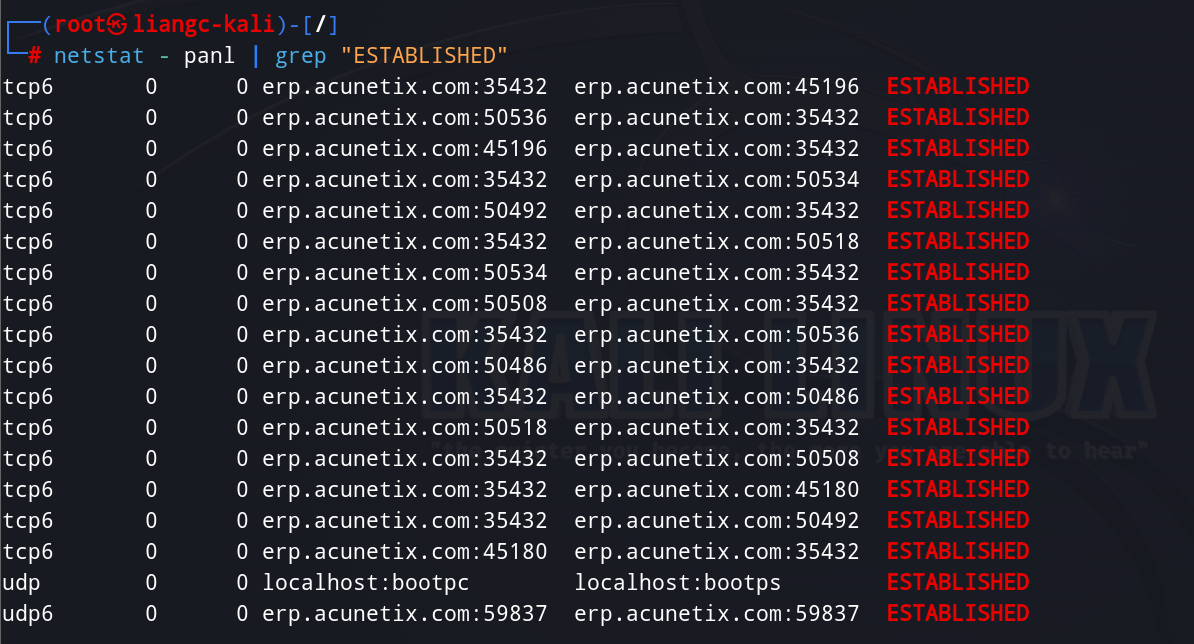 (root㉿liangc-kali)-[/]
# netstat - panl | grep "ESTABLISHED"
tcp6 0 0 erp.acunetix.com:35432 erp.acunetix.com:45196 ESTABLISHED
tcp6 0 0 erp.acunetix.com:50536 erp.acunetix.com:35432 ESTABLISHED
tcp6 0 0 erp.acunetix.com:45196 erp.acunetix.com:35432 ESTABLISHED
tcp6 0 0 erp.acunetix.com:35432 erp.acunetix.com:50534 ESTABLISHED
tcp6 0 0 erp.acunetix.com:50492 erp.acunetix.com:35432 ESTABLISHED
tcp6 0 0 erp.acunetix.com:35432 erp.acunetix.com:50518 ESTABLISHED
tcp6 0 0 erp.acunetix.com:50534 erp.acunetix.com:35432 ESTABLISHED
tcp6 0 0 erp.acunetix.com:50508 erp.acunetix.com:35432 ESTABLISHED
tcp6 0 0 erp.acunetix.com:35432 erp.acunetix.com:50536 ESTABLISHED
tcp6 0 0 erp.acunetix.com:50486 erp.acunetix.com:35432 ESTABLISHED
tcp6 0 0 erp.acunetix.com:35432 erp.acunetix.com:50486 ESTABLISHED
tcp6 0 0 erp.acunetix.com:50518 erp.acunetix.com:35432 ESTABLISHED
tcp6 0 0 erp.acunetix.com:35432 erp.acunetix.com:50508 ESTABLISHED
tcp6 0 0 erp.acunetix.com:35432 erp.acunetix.com:45180 ESTABLISHED
tcp6 0 0 erp.acunetix.com:35432 erp.acunetix.com:50492 ESTABLISHED
tcp6 0 0 erp.acunetix.com:45180 erp.acunetix.com:35432 ESTABLISHED
udp 0 0 localhost:bootpc localhost:bootps ESTABLISHED
udp6 0 0 erp.acunetix.com:59837 erp.acunetix.com:59837 ESTABLISHED
KALI LINUX
to hear"